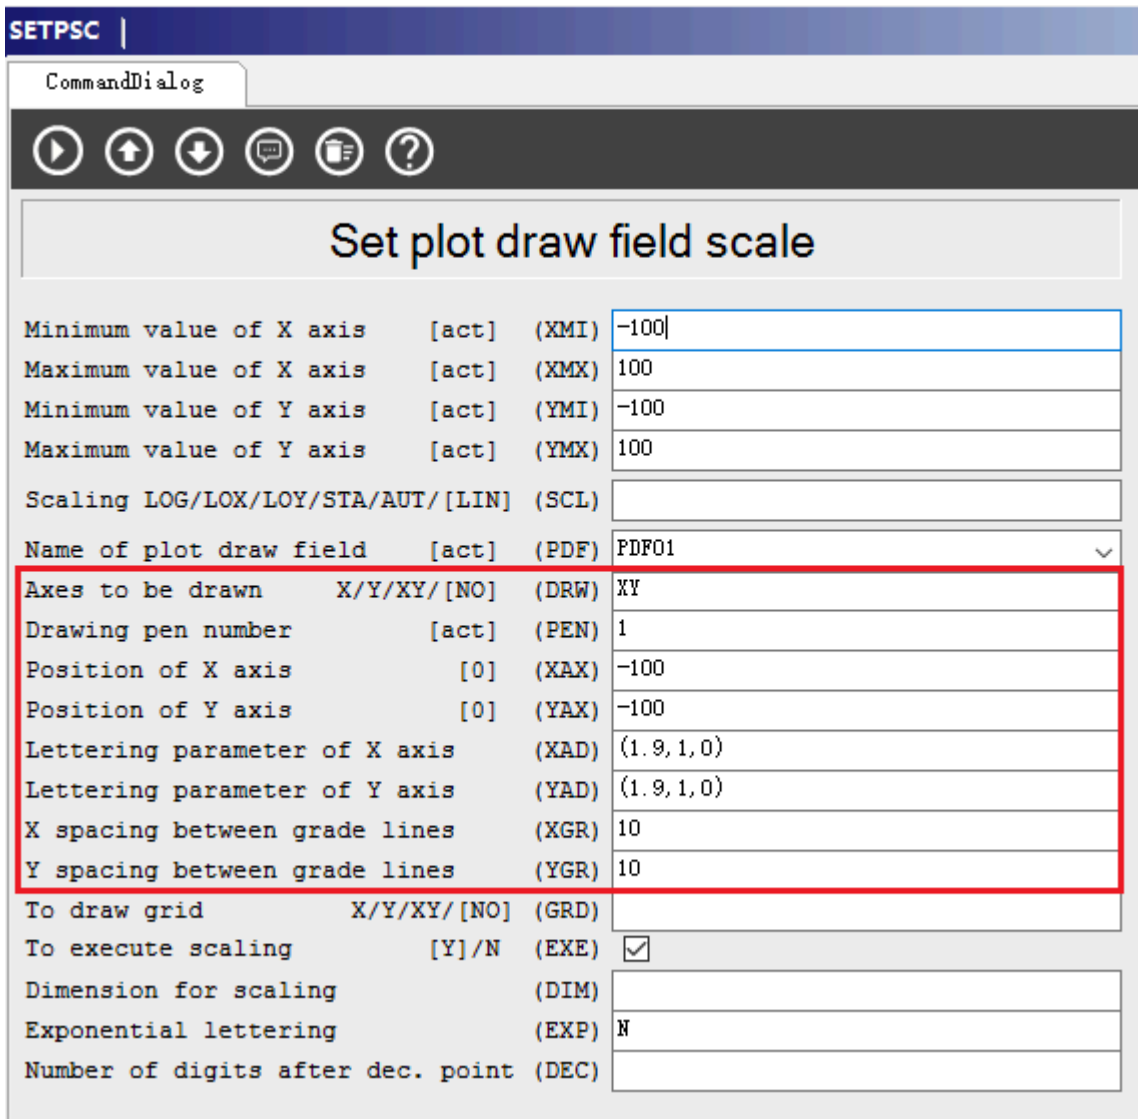 SETPSC |
CommandDialog
Set plot draw field scale
Minimum value of X axis [act] (XMI) -100
Maximum value of X axis [act] (XMX) 100
Minimum value of Y axis [act] (YMI) -100
Maximum value of Y axis [act] (YMX) 100
Scaling LOG/LOX/LOY/STA/AUT/[LIN] (SCL)
Name of plot draw field [act] (PDF) PDF01
Axes to be drawn X/Y/XY/[NO] (DRW) XY
Drawing pen number [act] (PEN) 1
Position of X axis [0] (XAX) -100
Position of Y axis [0] (YAX) -100
Lettering parameter of X axis (XAD) (1.9,1,0)
Lettering parameter of Y axis (YAD) (1.9,1,0)
X spacing between grade lines (XGR) 10
Y spacing between grade lines (YGR) 10
To draw grid X/Y/XY/[NO] (GRD)
To execute scaling [Y]/N (EXE)
Dimension for scaling (DIM)
Exponential lettering (EXP) N
Number of digits after dec. point (DEC)